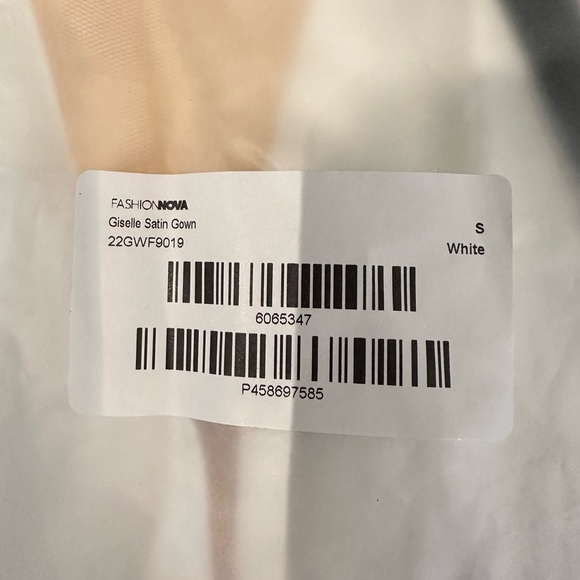 FASHIONNOVA
Giselle Satin Gown
22GWF9019
S
White
6065347
P458697585